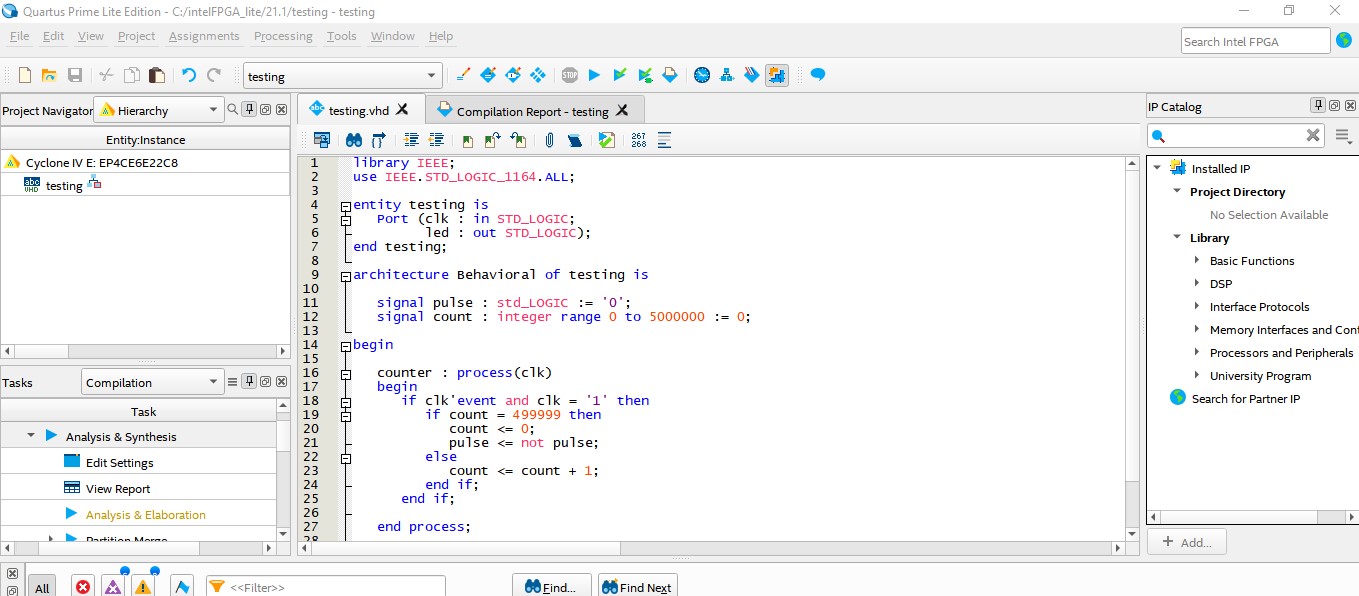 Quartus Prime Lite Edition - C:/intelFPGA_lite/21.1/testing - testing
File Edit View Project Assignments Processing Tools Window Help
Search Intel FPGA
testing
STOP
Project Navigator Hierarchy
Entity:Instance
Cyclone IV E: EP4CE6E22C8
abc VHD testing
Tasks Compilation
Task
Analysis & Synthesis
Edit Settings
View Report
Analysis & Elaboration
Partition Merge
testing.vhd
Compilation Report - testing
267
268
1 library IEEE;
2 use IEEE.STD_LOGIC_1164.ALL;
3
4 entity testing is
5 Port (clk : in STD_LOGIC;
6 led : out STD_LOGIC);
7 end testing;
8
9 architecture Behavioral of testing is
10
11 signal pulse : std_LOGIC := '0';
12 signal count : integer range 0 to 5000000 := 0;
13
14 begin
15
16 counter : process(clk)
17 begin
18 if clk'event and clk = '1' then
19 if count = 499999 then
20 count <= 0;
21 pulse <= not pulse;
22 else
23 count <= count + 1;
24 end if;
25 end if;
26
27 end process;
28
IP Catalog
Installed IP
Project Directory
No Selection Available
Library
Basic Functions
DSP
Interface Protocols
Memory Interfaces and Cont
Processors and Peripherals
University Program
Search for Partner IP
+ Add...
All
<<Filter>>
Find...
Find Next